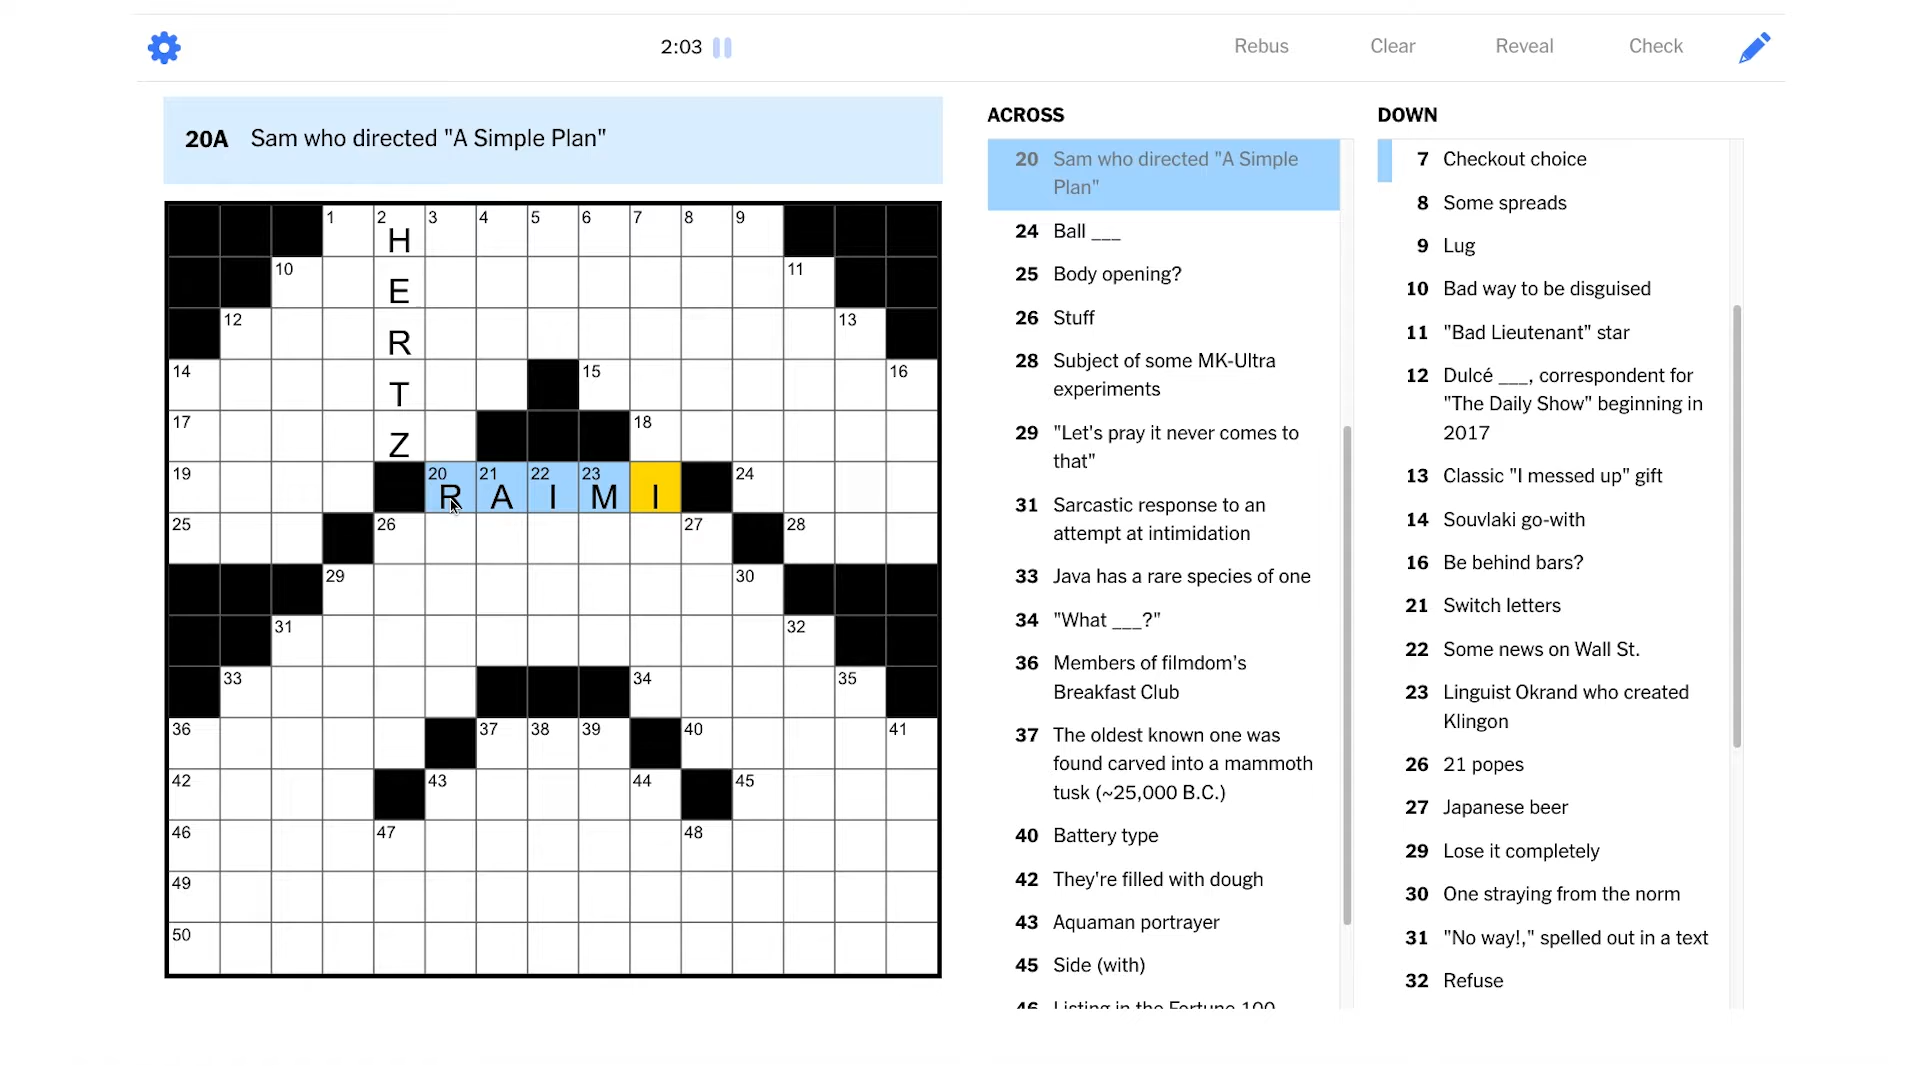 2:03
Rebus Clear Reveal Check
20A Sam who directed "A Simple Plan"
1 2 3 4 5 6 7 8 9
H
10 11
E
12 13
R
14 15 16
T
17 18
Z
19 20 21 22 23 24
R A I M I
25 26 27 28
29 30
31 32
33 34 35
36 37 38 39 40 41
42 43 44 45
46 47 48
49
50
ACROSS
20 Sam who directed "A Simple
Plan"
24 Ball ___
25 Body opening?
26 Stuff
28 Subject of some MK-Ultra
experiments
29 "Let's pray it never comes to
that"
31 Sarcastic response to an
attempt at intimidation
33 Java has a rare species of one
34 "What ___?"
36 Members of filmdom's
Breakfast Club
37 The oldest known one was
found carved into a mammoth
tusk (~25,000 B.C.)
40 Battery type
42 They're filled with dough
43 Aquaman portrayer
45 Side (with)
46 Listing in the Fortune 100
DOWN
7 Checkout choice
8 Some spreads
9 Lug
10 Bad way to be disguised
11 "Bad Lieutenant" star
12 Dulcé ___, correspondent for
"The Daily Show" beginning in
2017
13 Classic "I messed up" gift
14 Souvlaki go-with
16 Be behind bars?
21 Switch letters
22 Some news on Wall St.
23 Linguist Okrand who created
Klingon
26 21 popes
27 Japanese beer
29 Lose it completely
30 One straying from the norm
31 "No way!," spelled out in a text
32 Refuse